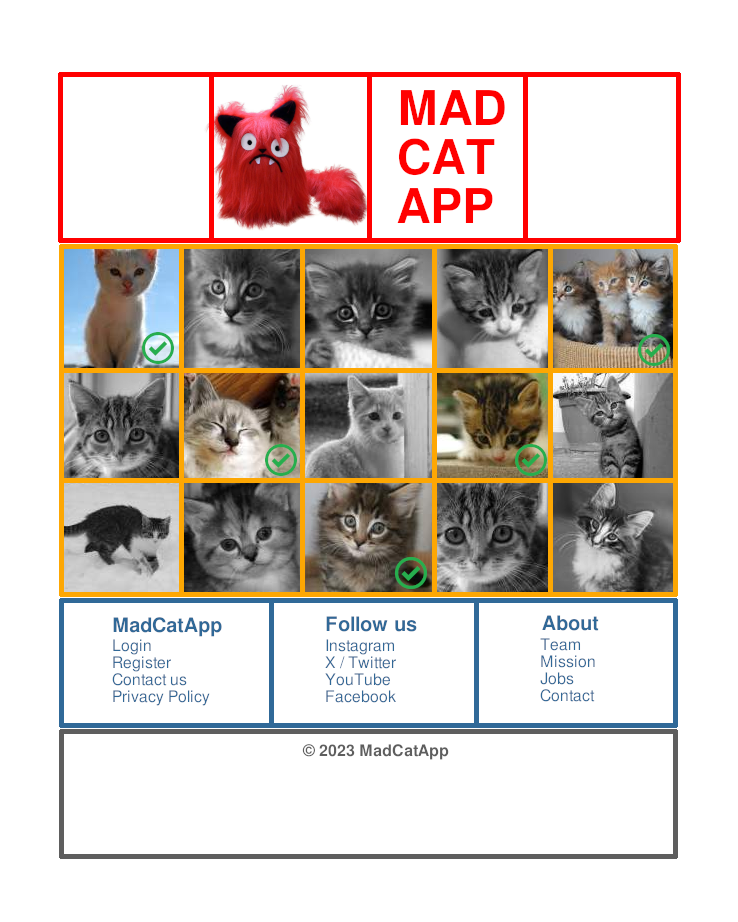 MAD
CAT
APP
MadCatApp
Login
Register
Contact us
Privacy Policy
Follow us
Instagram
X / Twitter
YouTube
Facebook
About
Team
Mission
Jobs
Contact
© 2023 MadCatApp